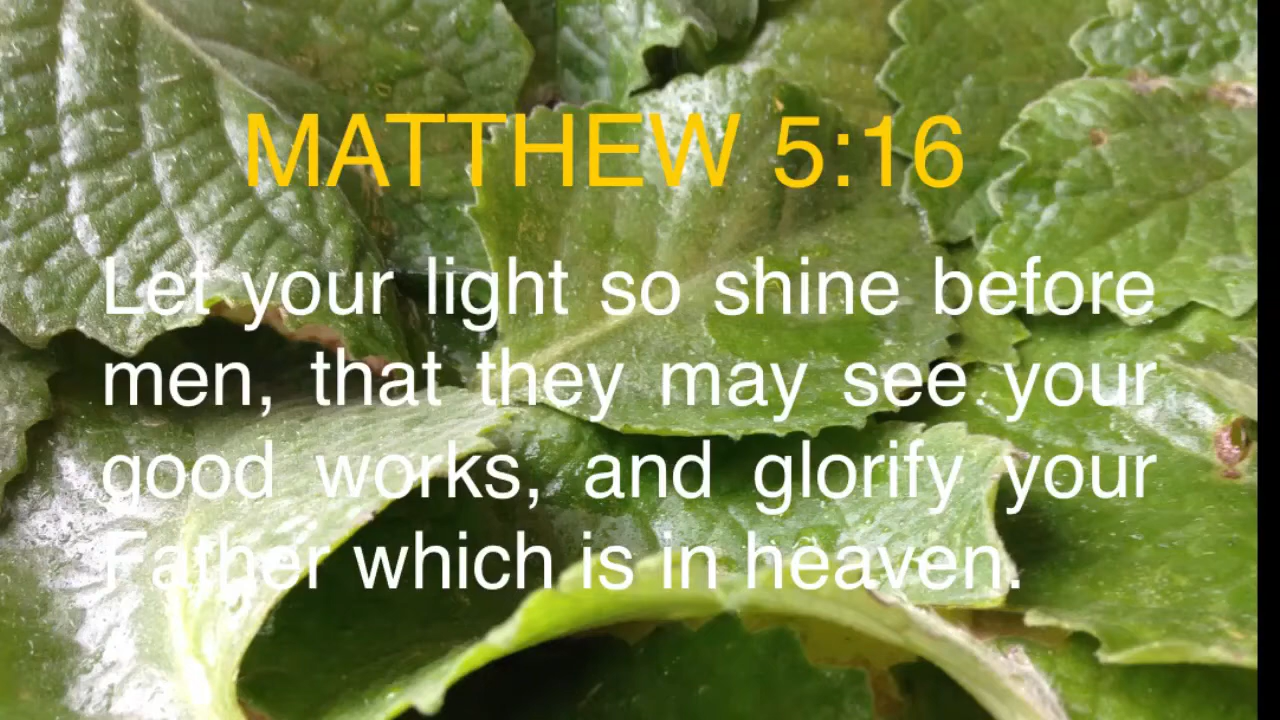 MATTHEW 5:16
Let your light so shine before
men, that they may see your
good works, and glorify your
Father which is in heaven.